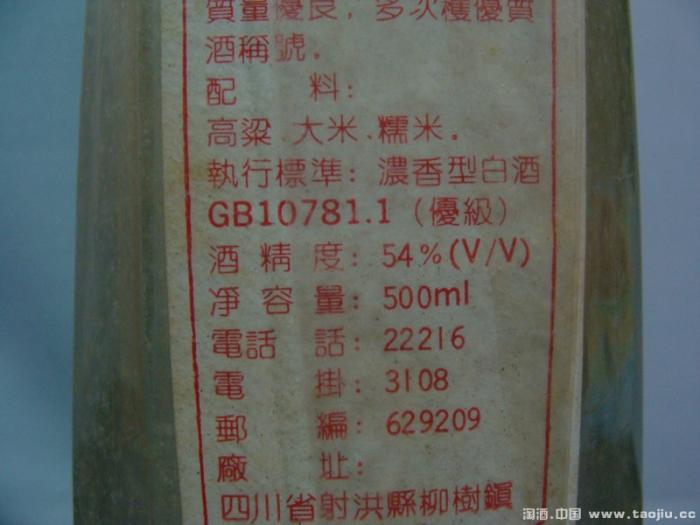 質量優良，多次獲優質
酒稱號.
配 料:
高粱.大米、糯米.
執行標準: 濃香型白酒
GB10781.1 (優級)
酒 精 度: 54%(V/V)
净 容 量: 500ml
電話 話: 22216
電 掛: 3108
郵 編: 629209
廠 址:
四川省射洪縣柳樹鎮
淘酒.中国 www.taojiu.cc